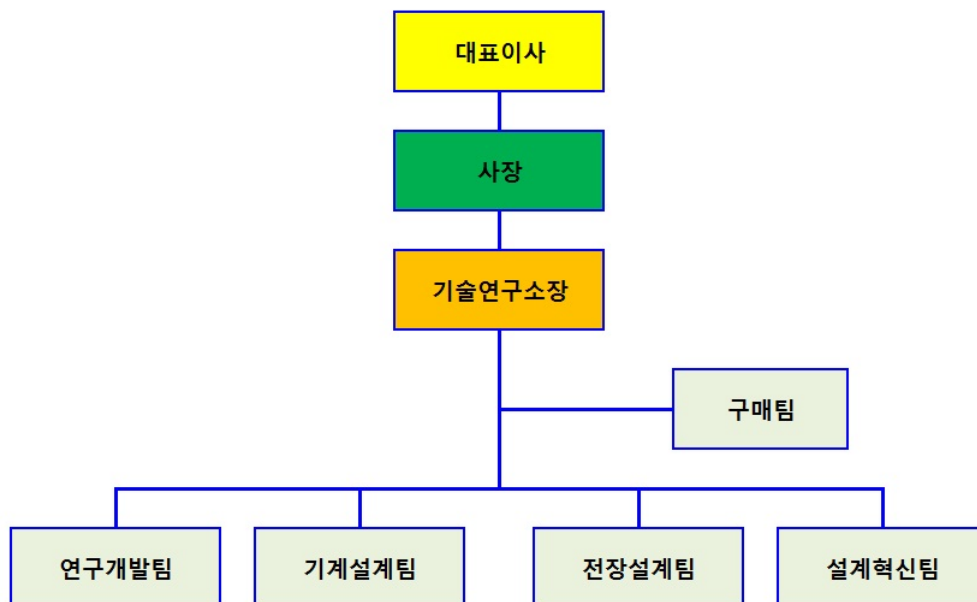 대표이사
사장
기술연구소장
구매팀
연구개발팀
기계설계팀
전장설계팀
설계혁신팀